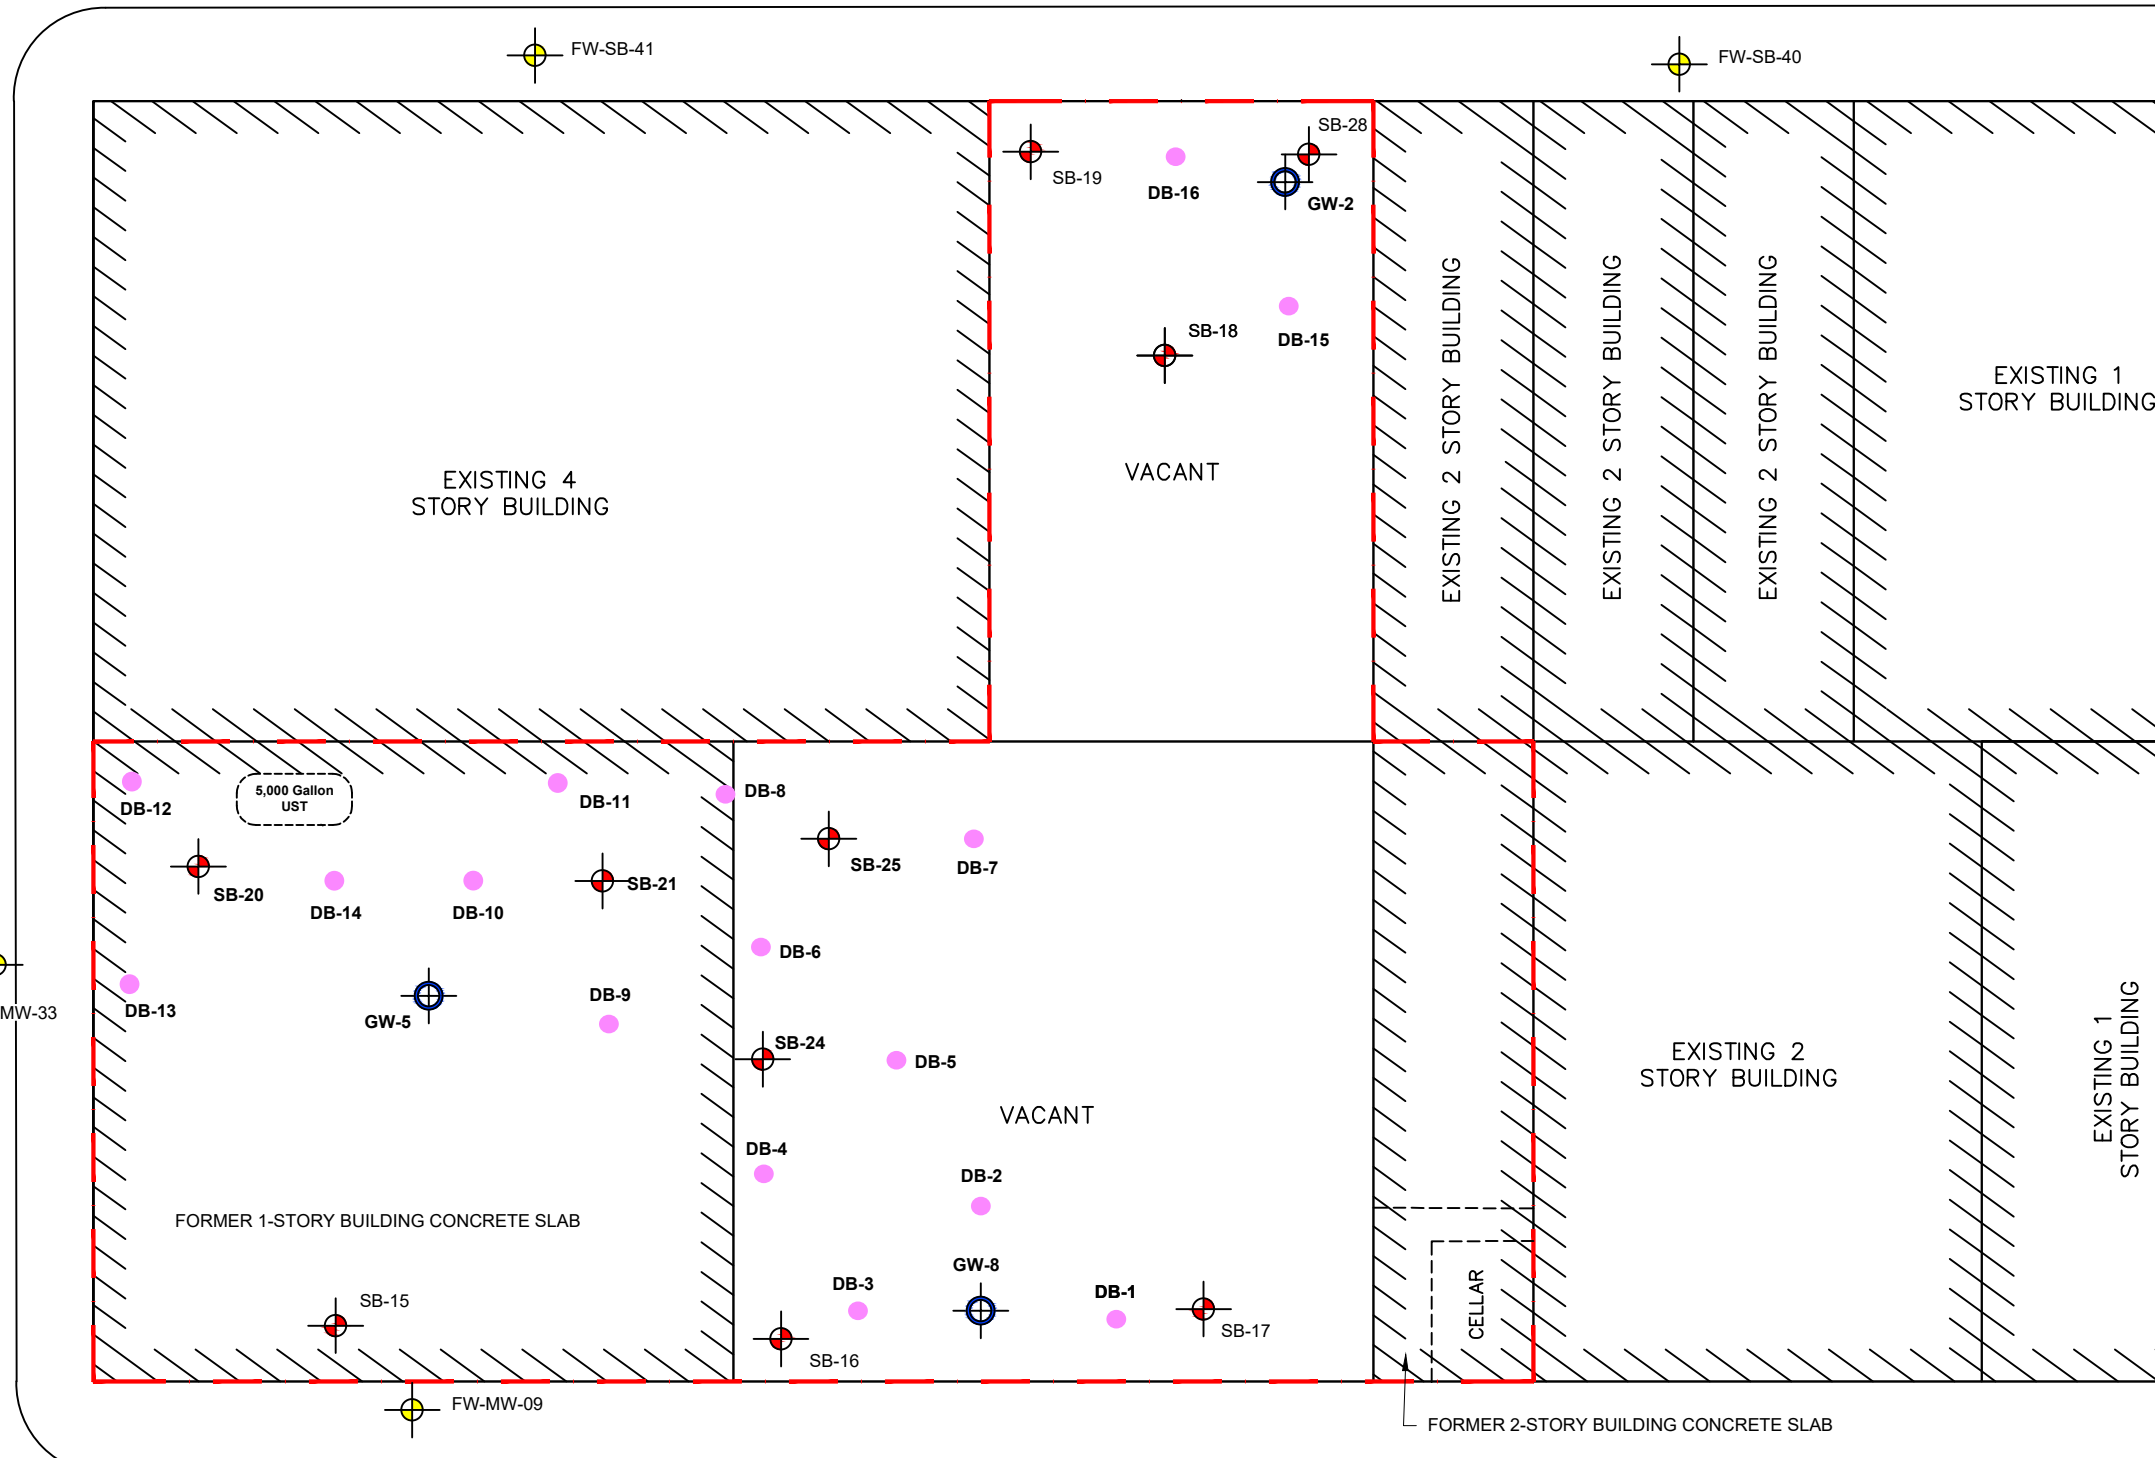 FW-SB-41
FW-SB-40
SB-28
SB-19
DB-16
GW-2
SB-18
DB-15
VACANT
EXISTING 4
STORY BUILDING
EXISTING 2 STORY BUILDING
EXISTING 2 STORY BUILDING
EXISTING 2 STORY BUILDING
EXISTING 1
STORY BUILDING
DB-12
5,000 Gallon
UST
DB-11
DB-8
SB-25
DB-7
SB-20
DB-14
DB-10
SB-21
DB-6
DB-13
MW-33
GW-5
DB-9
SB-24
DB-5
VACANT
EXISTING 2
STORY BUILDING
EXISTING 1
STORY BUILDING
DB-4
DB-2
FORMER 1-STORY BUILDING CONCRETE SLAB
GW-8
DB-3
DB-1
SB-15
SB-16
SB-17
CELLAR
FW-MW-09
FORMER 2-STORY BUILDING CONCRETE SLAB